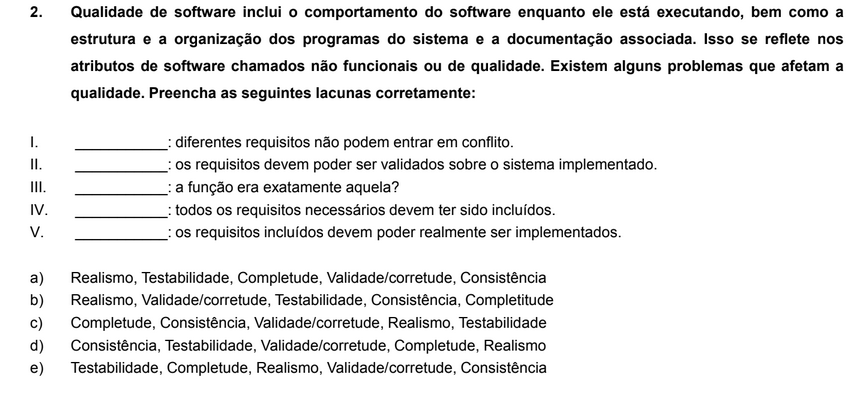 2. Qualidade de software inclui o comportamento do software enquanto ele está executando, bem como a
estrutura e a organização dos programas do sistema e a documentação associada. Isso se reflete nos
atributos de software chamados não funcionais ou de qualidade. Existem alguns problemas que afetam a
qualidade. Preencha as seguintes lacunas corretamente:
I. ___________: diferentes requisitos não podem entrar em conflito.
II. ___________: os requisitos devem poder ser validados sobre o sistema implementado.
III. ___________: a função era exatamente aquela?
IV. ___________: todos os requisitos necessários devem ter sido incluídos.
V. ___________: os requisitos incluídos devem poder realmente ser implementados.
a) Realismo, Testabilidade, Completude, Validade/corretude, Consistência
b) Realismo, Validade/corretude, Testabilidade, Consistência, Completitude
c) Completude, Consistência, Validade/corretude, Realismo, Testabilidade
d) Consistência, Testabilidade, Validade/corretude, Completude, Realismo
e) Testabilidade, Completude, Realismo, Validade/corretude, Consistência